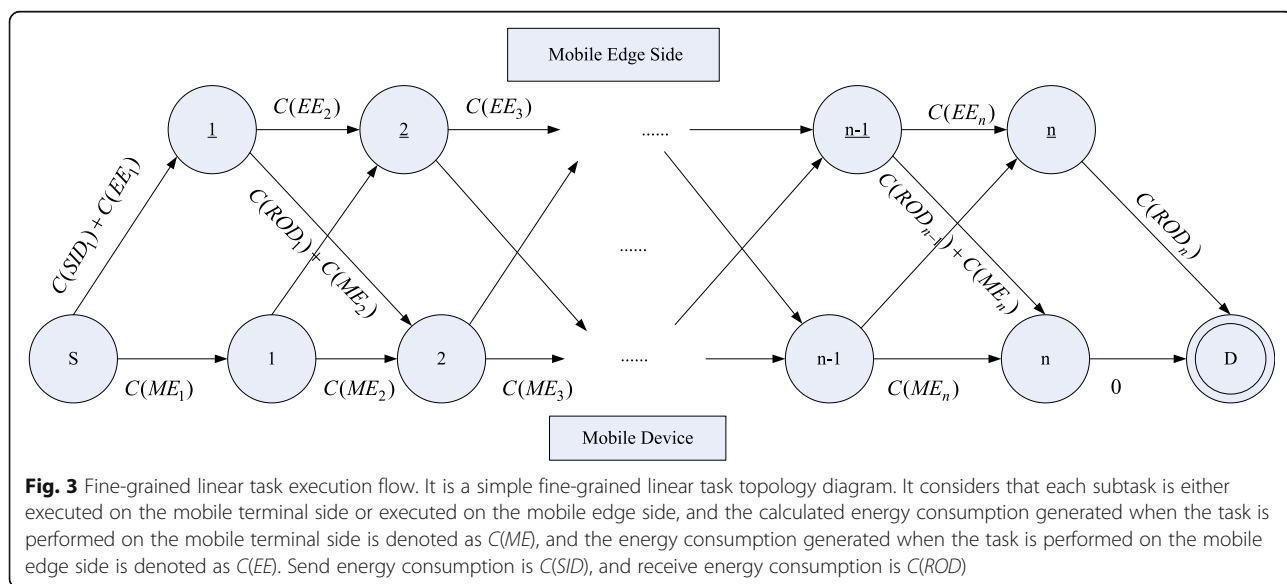 Mobile Edge Side
1
C(EE₂)
2
C(EE₃)
......
n-1
C(EEₙ)
n
C(SID₁)+C(EE₁)
C(ROD₁)+C(ME₂)
......
C(RODₙ₋₁)+C(MEₙ)
C(RODₙ)
S
C(ME₁)
1
C(ME₂)
2
C(ME₃)
......
n-1
C(MEₙ)
n
0
D
Mobile Device
Fig. 3 Fine-grained linear task execution flow. It is a simple fine-grained linear task topology diagram. It considers that each subtask is either
executed on the mobile terminal side or executed on the mobile edge side, and the calculated energy consumption generated when the task is
performed on the mobile terminal side is denoted as C(ME), and the energy consumption generated when the task is performed on the mobile
edge side is denoted as C(EE). Send energy consumption is C(SID), and receive energy consumption is C(ROD)